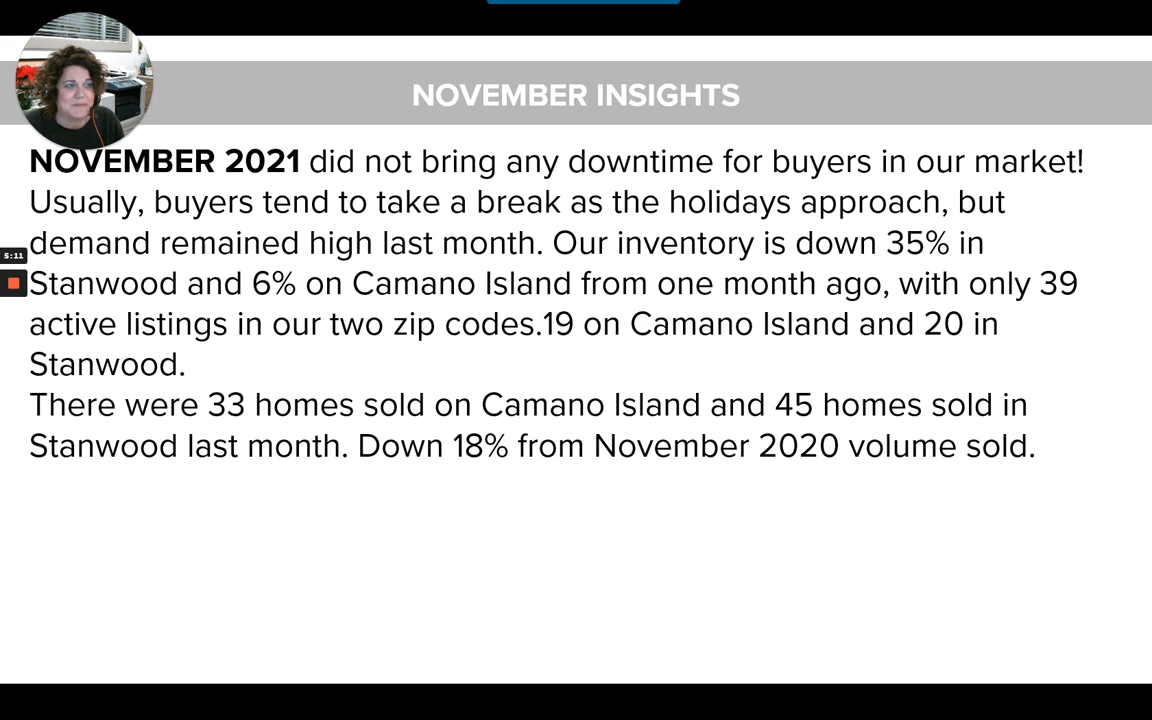 NOVEMBER INSIGHTS
NOVEMBER 2021 did not bring any downtime for buyers in our market!
Usually, buyers tend to take a break as the holidays approach, but
demand remained high last month. Our inventory is down 35% in
5:11
Stanwood and 6% on Camano Island from one month ago, with only 39
active listings in our two zip codes.19 on Camano Island and 20 in
Stanwood.
There were 33 homes sold on Camano Island and 45 homes sold in
Stanwood last month. Down 18% from November 2020 volume sold.